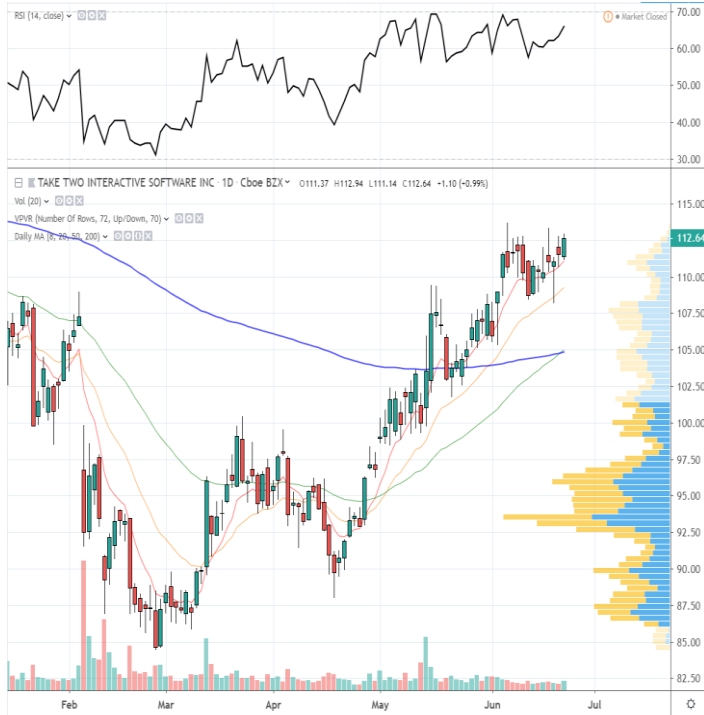 RSI (14, close)
Market Closed
70.00
60.00
50.00
40.00
30.00
TAKE TWO INTERACTIVE SOFTWARE INC · 1D · Cboe BZX O111.37 H112.94 L111.14 C112.64 +1.10 (+0.99%)
Vol (20)
VPVR (Number Of Rows, 72, Up/Down, 70)
Daily MA (8, 20, 50, 200)
115.00
112.64
110.00
107.50
105.00
102.50
100.00
97.50
95.00
92.50
90.00
87.50
85.00
82.50
Feb Mar Apr May Jun Jul